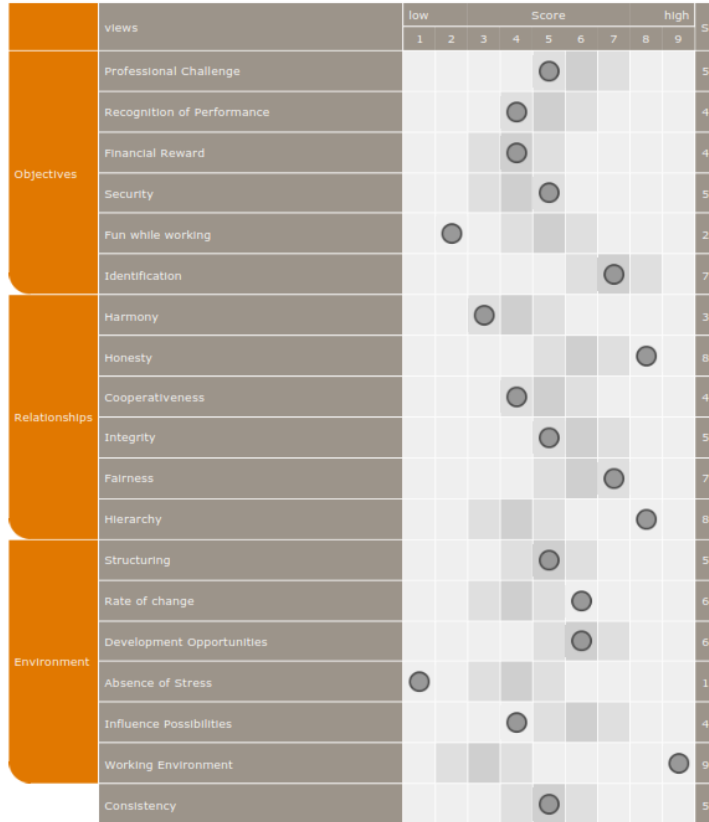 low Score high
views S
1 2 3 4 5 6 7 8 9
Professional Challenge 5
Recognition of Performance 4
Financial Reward 4
Objectives
Security 5
Fun while working 2
Identification 7
Harmony 3
Honesty 8
Cooperativeness 4
Relationships
Integrity 5
Fairness 7
Hierarchy 8
Structuring 5
Rate of change 6
Development Opportunities 6
Environment
Absence of Stress 1
Influence Possibilities 4
Working Environment 9
Consistency 5